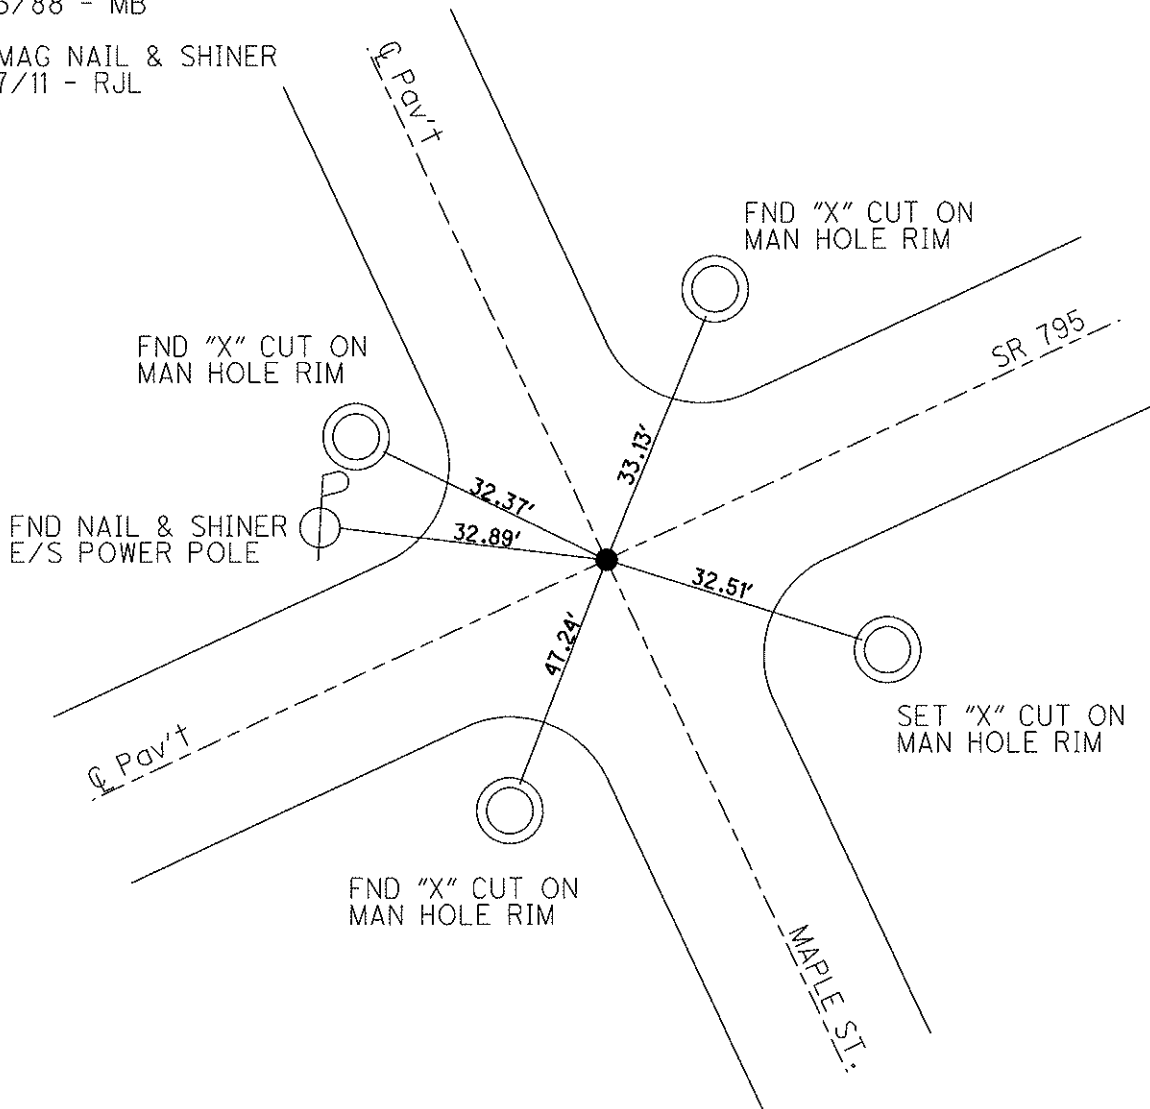 /88 - MB
MAG NAIL & SHINER
7/11 - RJL
℄ Pav't
FND "X" CUT ON
MAN HOLE RIM
SR 795
FND "X" CUT ON
MAN HOLE RIM
33.13'
32.37'
FND NAIL & SHINER
E/S POWER POLE
32.89'
32.51'
47.24'
SET "X" CUT ON
MAN HOLE RIM
℄ Pav't
FND "X" CUT ON
MAN HOLE RIM
MAPLE ST.